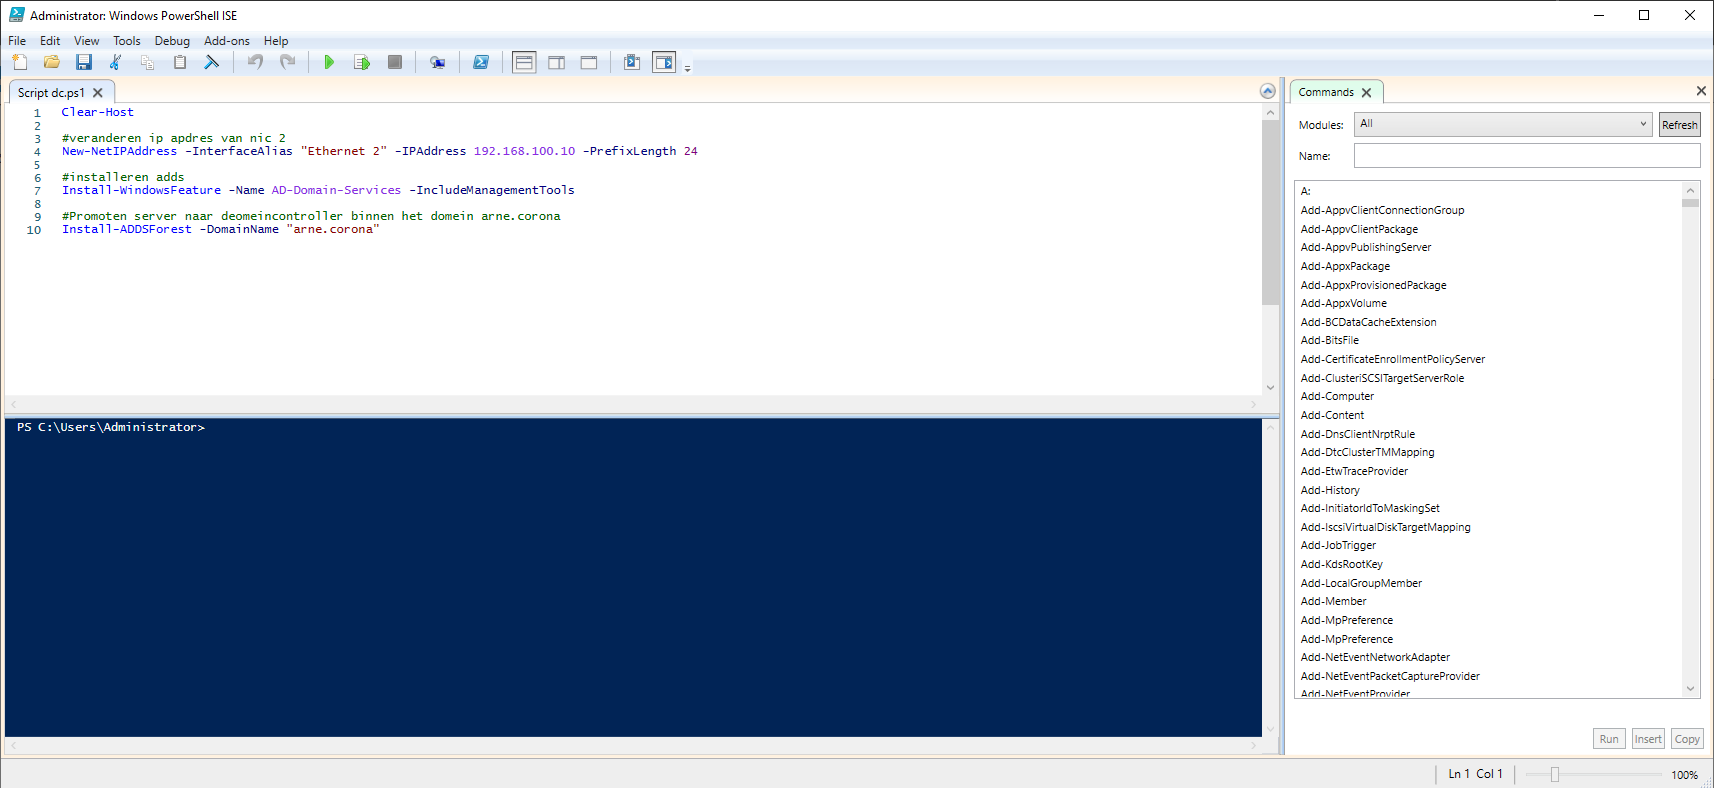 Administrator: Windows PowerShell ISE
File Edit View Tools Debug Add-ons Help
Script dc.ps1
1 Clear-Host
2
3 #veranderen ip apdres van nic 2
4 New-NetIPAddress -InterfaceAlias "Ethernet 2" -IPAddress 192.168.100.10 -PrefixLength 24
5
6 #installeren adds
7 Install-WindowsFeature -Name AD-Domain-Services -IncludeManagementTools
8
9 #Promoten server naar deomeincontroller binnen het domein arne.corona
10 Install-ADDSForest -DomainName "arne.corona"
PS C:\Users\Administrator>
Commands
Modules: All Refresh
Name:
A:
Add-AppvClientConnectionGroup
Add-AppvClientPackage
Add-AppvPublishingServer
Add-AppxPackage
Add-AppxProvisionedPackage
Add-AppxVolume
Add-BCDataCacheExtension
Add-BitsFile
Add-CertificateEnrollmentPolicyServer
Add-ClusteriSCSITargetServerRole
Add-Computer
Add-Content
Add-DnsClientNrptRule
Add-DtcClusterTMMapping
Add-EtwTraceProvider
Add-History
Add-InitiatorIdToMaskingSet
Add-IscsiVirtualDiskTargetMapping
Add-JobTrigger
Add-KdsRootKey
Add-LocalGroupMember
Add-Member
Add-MpPreference
Add-MpPreference
Add-NetEventNetworkAdapter
Add-NetEventPacketCaptureProvider
Add-NetEventProvider
Run Insert Copy
Ln 1 Col 1 100%